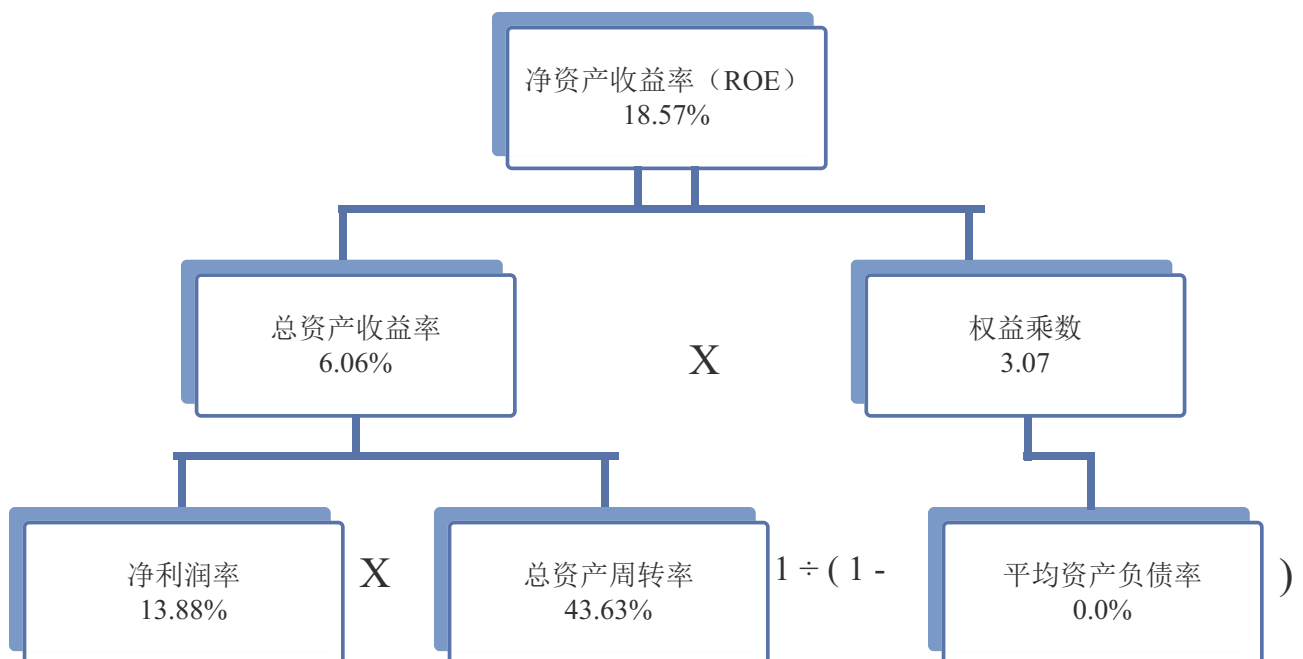 净资产收益率（ROE）
18.57%
总资产收益率
6.06%
X
权益乘数
3.07
净利润率
13.88%
X
总资产周转率
43.63%
1 ÷ ( 1 -
平均资产负债率
0.0%
)